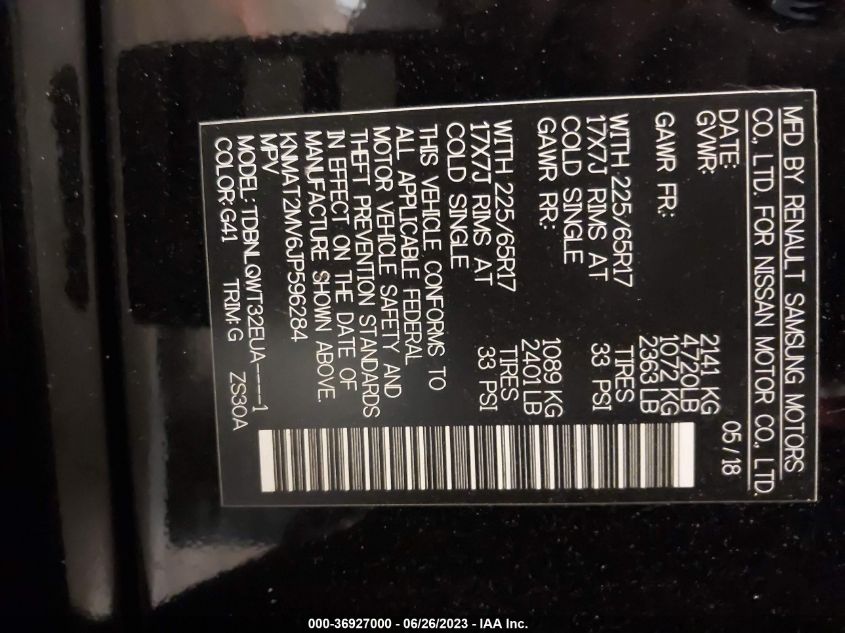 MFD BY RENAULT SAMSUNG MOTORS
CO., LTD. FOR NISSAN MOTOR CO., LTD.
DATE: 05 / 18
GVWR: 2141 KG
4720LB
GAWR FR: 1072 KG
2363 LB
WITH 225/65R17 TIRES
17X7J RIMS AT 33 PSI
COLD SINGLE
GAWR RR: 1089 KG
2401 LB
WITH 225/65R17 TIRES
17X7J RIMS AT 33 PSI
COLD SINGLE
THIS VEHICLE CONFORMS TO
ALL APPLICABLE FEDERAL
MOTOR VEHICLE SAFETY AND
THEFT PREVENTION STANDARDS
IN EFFECT ON THE DATE OF
MANUFACTURE SHOWN ABOVE.
KNMAT2MV6JP596284
MPV
MODEL: TDBNLQWT32EUA----1
COLOR:G41 TRIM:G ZS30A
000-36927000 - 06/26/2023 - IAA Inc.